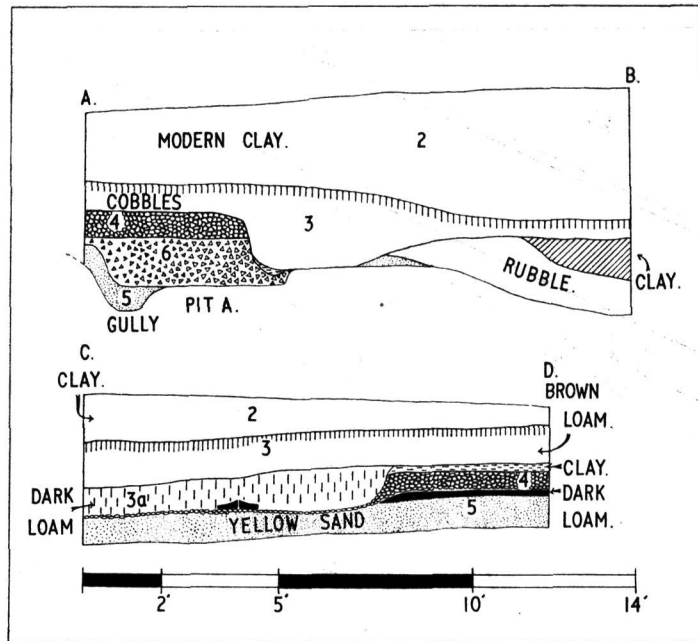 A.
B.
MODERN CLAY.
2
COBBLES
4
3
6
5
RUBBLE.
CLAY.
PIT A.
GULLY
C.
CLAY.
D.
BROWN
LOAM.
2
3
CLAY.
4
DARK
LOAM
3a
DARK
LOAM.
5
YELLOW SAND
2'
5'
10'
14'